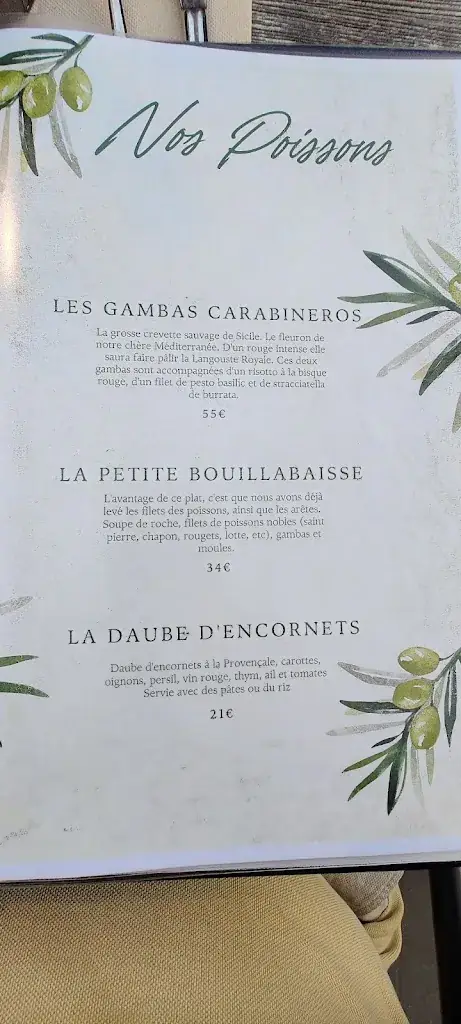 Nos Poissons
LES GAMBAS CARABINEROS
La grosse crevette sauvage de Sicile. Le fleuron de
notre chère Méditerranée. D'un rouge intense elle
saura faire pâlir la Langouste Royale. Ces deux
gambas sont accompagnées d'un risotto à la bisque
rouge, d'un filet de pesto basilic et de stracciatella
de burrata.
55€
LA PETITE BOUILLABAISSE
L'avantage de ce plat, c'est que nous avons déjà
levé les filets des poissons, ainsi que les arêtes.
Soupe de roche, filets de poissons nobles (saint
pierre, chapon, rougets, lotte, etc), gambas et
moules.
34€
LA DAUBE D'ENCORNETS
Daube d'encornets à la Provençale, carottes,
oignons, persil, vin rouge, thym, ail et tomates
Servie avec des pâtes ou du riz
21€